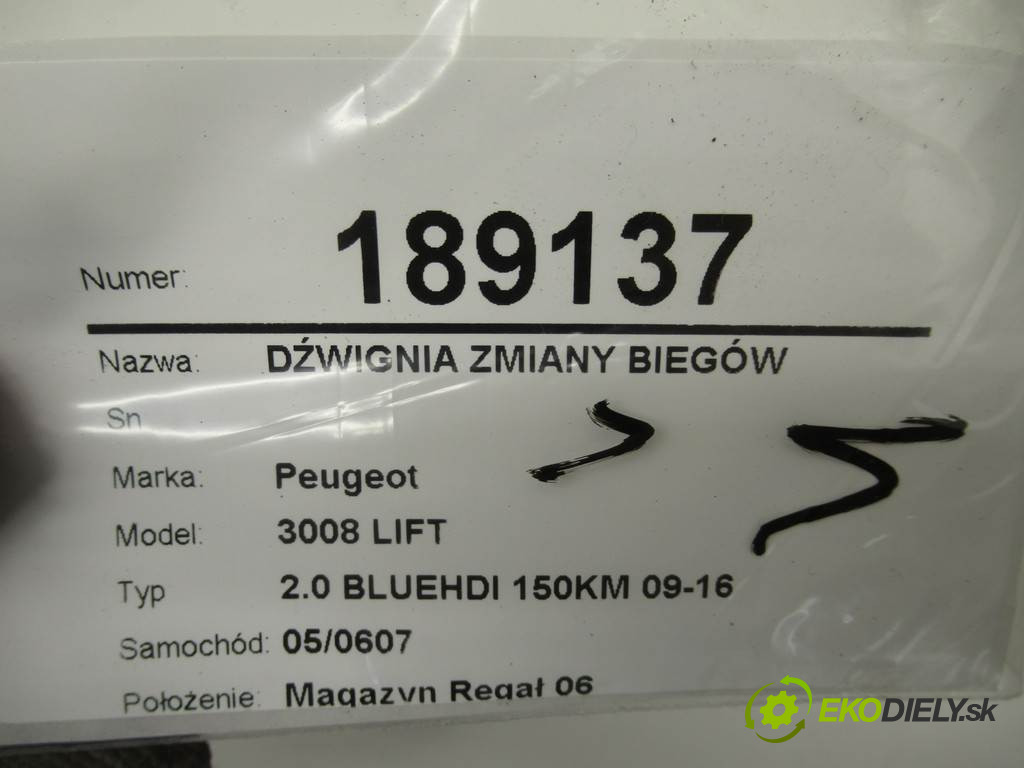 Numer: 189137
Nazwa: DŹWIGNIA ZMIANY BIEGÓW
Sn
Marka: Peugeot
Model: 3008 LIFT
Typ 2.0 BLUEHDI 150KM 09-16
Samochód: 05/0607
Położenie: Magazyn Regał 06
> 5
EKODIELY.sk